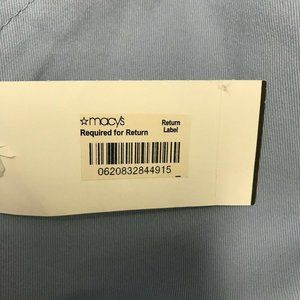 ☆macy's Return
Required for Return Label
0620832844915